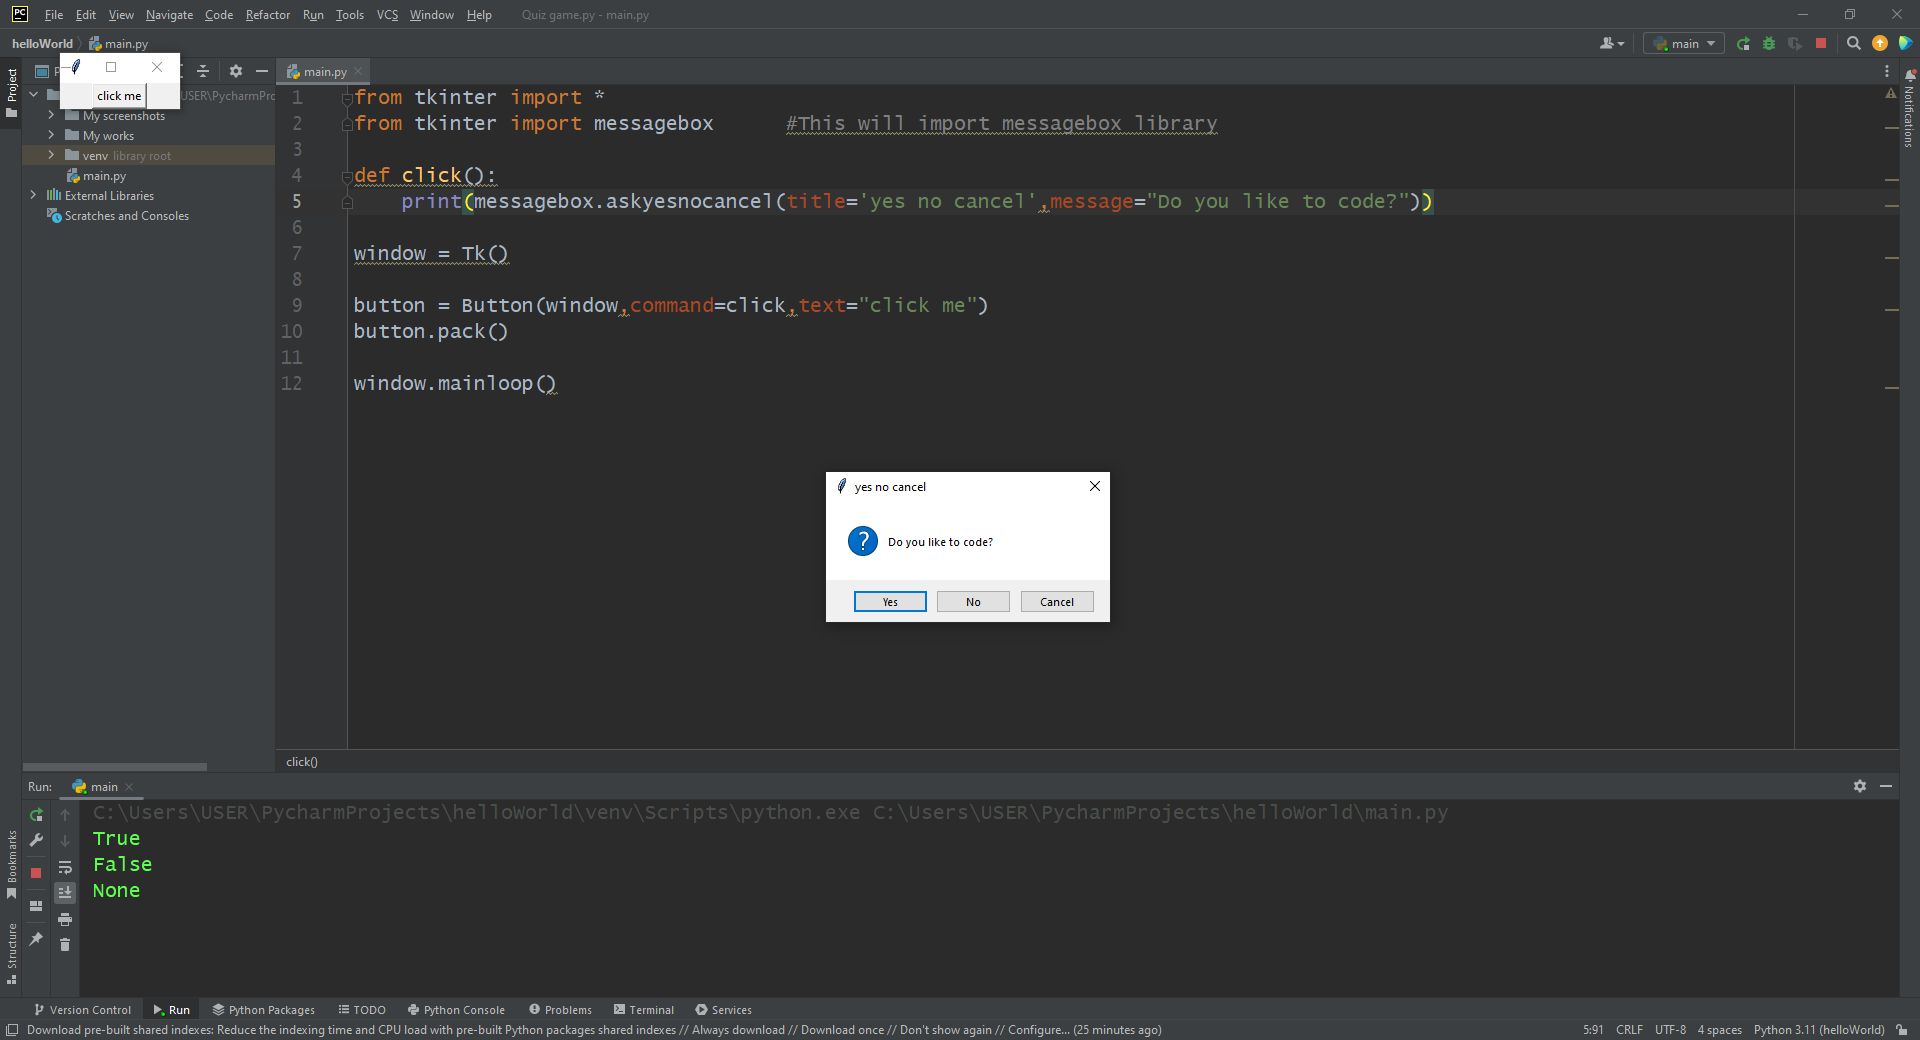 PC File Edit View Navigate Code Refactor Run Tools VCS Window Help Quiz game.py - main.py
helloWorld main.py
main
Project
click me
USER\PycharmPro
My screenshots
My works
venv library root
main.py
External Libraries
Scratches and Consoles
main.py
1 from tkinter import *
2 from tkinter import messagebox #This will import messagebox library
3
4 def click():
5 print(messagebox.askyesnocancel(title='yes no cancel',message="Do you like to code?"))
6
7 window = Tk()
8
9 button = Button(window,command=click,text="click me")
10 button.pack()
11
12 window.mainloop()
Notifications
yes no cancel
Do you like to code?
Yes No Cancel
click()
Run: main
C:\Users\USER\PycharmProjects\helloWorld\venv\Scripts\python.exe C:\Users\USER\PycharmProjects\helloWorld\main.py
True
False
None
Bookmarks
Structure
Version Control Run Python Packages TODO Python Console Problems Terminal Services
Download pre-built shared indexes: Reduce the indexing time and CPU load with pre-built Python packages shared indexes // Always download // Download once // Don't show again // Configure... (25 minutes ago) 5:91 CRLF UTF-8 4 spaces Python 3.11 (helloWorld)